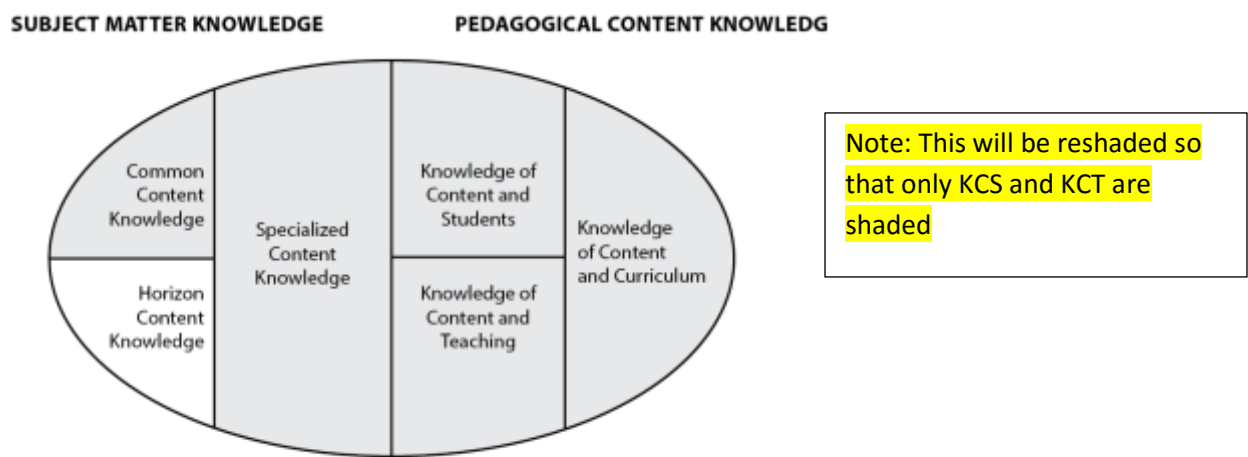 SUBJECT MATTER KNOWLEDGE
PEDAGOGICAL CONTENT KNOWLEDG
Common
Content
Knowledge
Horizon
Content
Knowledge
Specialized
Content
Knowledge
Knowledge of
Content and
Students
Knowledge of
Content and
Teaching
Knowledge
of Content
and Curriculum
Note: This will be reshaded so
that only KCS and KCT are
shaded